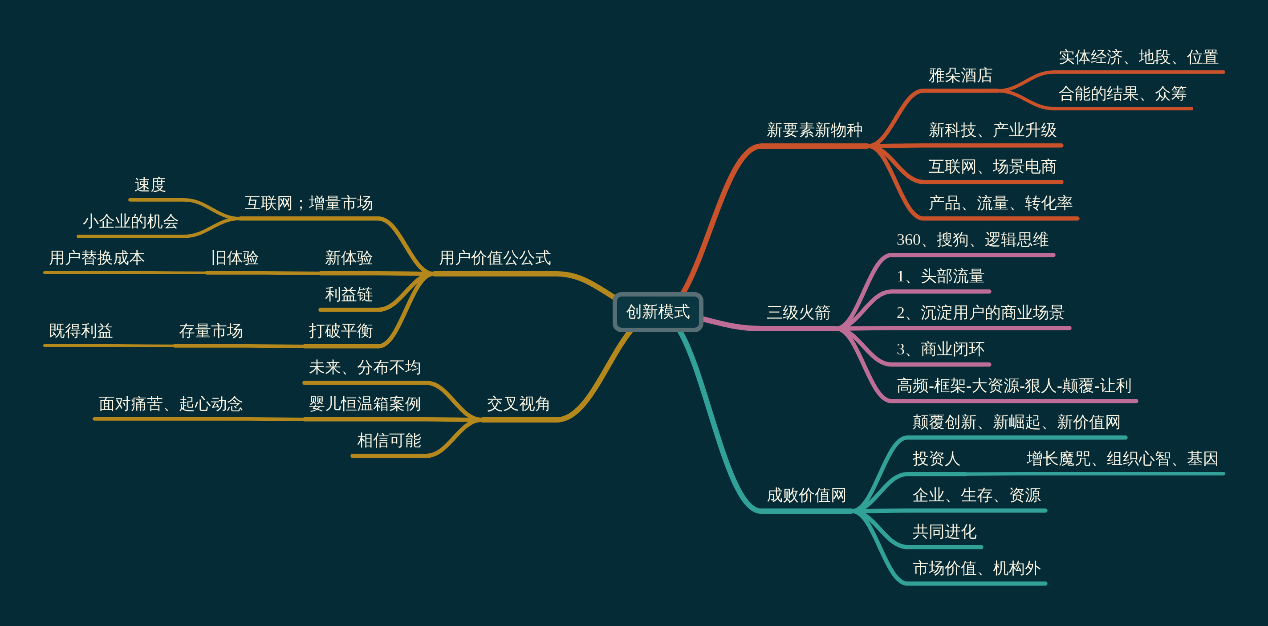 创新模式
新要素新物种
雅朵酒店
实体经济、地段、位置
合能的结果、众筹
新科技、产业升级
互联网、场景电商
产品、流量、转化率
三级火箭
360、搜狗、逻辑思维
1、头部流量
2、沉淀用户的商业场景
3、商业闭环
高频-框架-大资源-狠人-颠覆-让利
成败价值网
颠覆创新、新崛起、新价值网
投资人
增长魔咒、组织心智、基因
企业、生存、资源
共同进化
市场价值、机构外
用户价值公公式
互联网；增量市场
速度
小企业的机会
新体验
旧体验
用户替换成本
利益链
打破平衡
存量市场
既得利益
交叉视角
未来、分布不均
婴儿恒温箱案例
面对痛苦、起心动念
相信可能